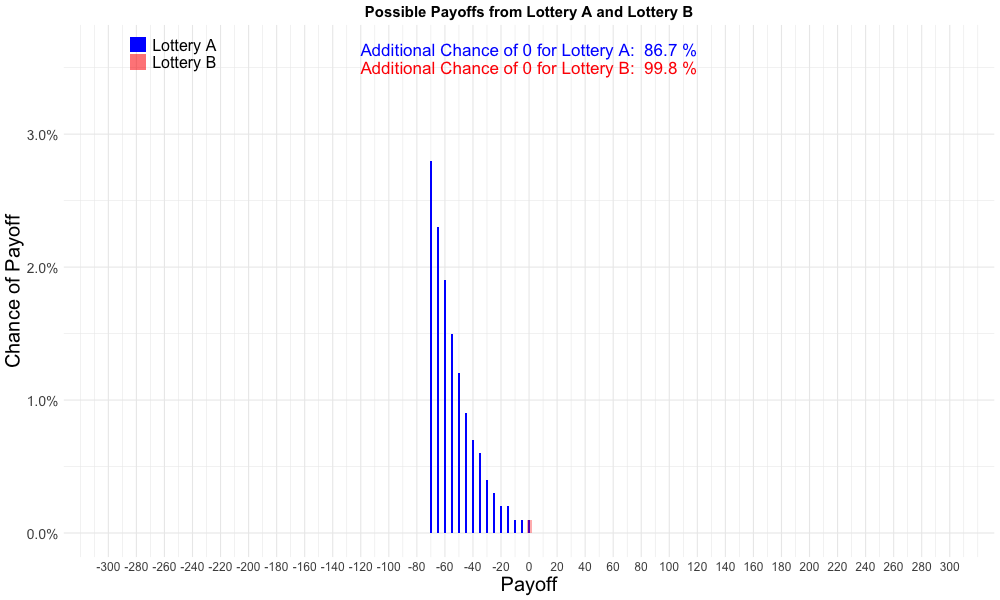 Possible Payoffs from Lottery A and Lottery B
Lottery A
Lottery B
Additional Chance of 0 for Lottery A:  86.7 %
Additional Chance of 0 for Lottery B:  99.8 %
Chance of Payoff
3.0%
2.0%
1.0%
0.0%
-300 -280 -260 -240 -220 -200 -180 -160 -140 -120 -100 -80 -60 -40 -20 0 20 40 60 80 100 120 140 160 180 200 220 240 260 280 300
Payoff